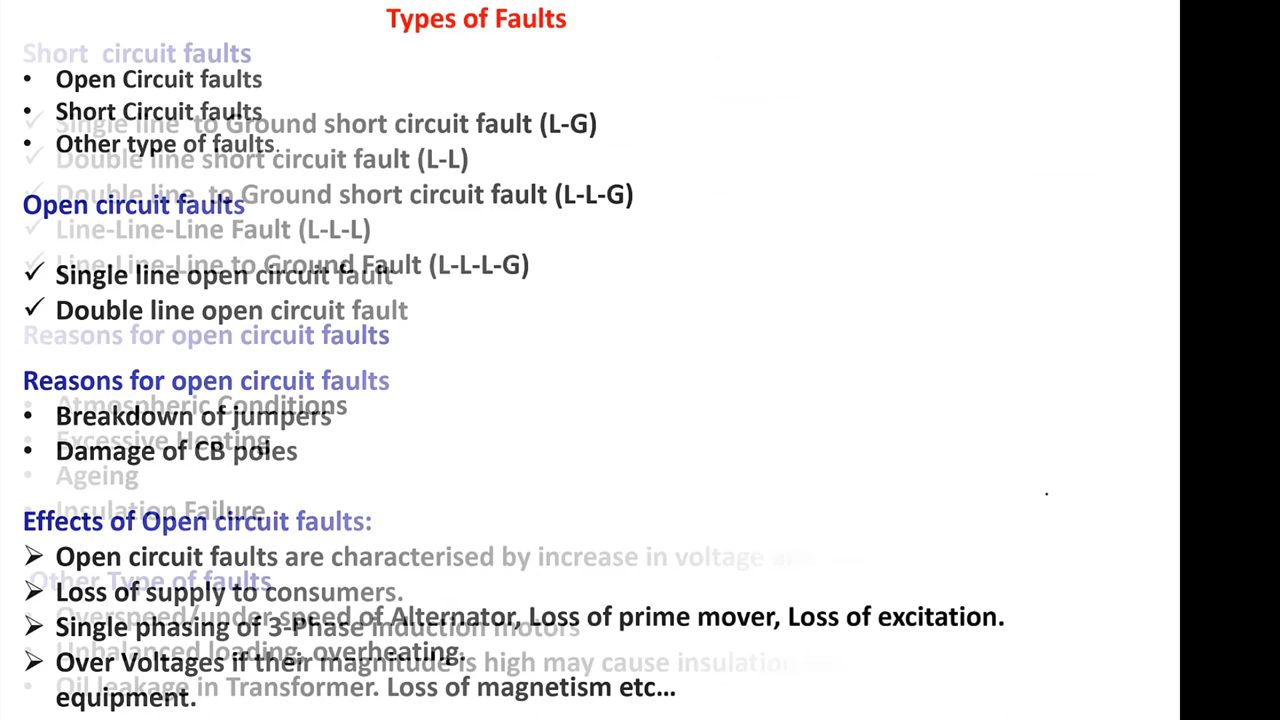 Types of Faults
Short circuit faults
• Open Circuit faults
• Short Circuit faults
✓ Single line to Ground short circuit fault (L-G)
• Other type of faults.
✓ Double line short circuit fault (L-L)
✓ Double line to Ground short circuit fault (L-L-G)
Open circuit faults
✓ Line-Line-Line Fault (L-L-L)
✓ Line-Line-Line to Ground Fault (L-L-L-G)
✓ Single line open circuit fault
✓ Double line open circuit fault
Reasons for open circuit faults
Reasons for open circuit faults
• Atmospheric Conditions
• Breakdown of jumpers
• Excessive Heating
• Damage of CB poles
• Ageing
• Insulation Failure
Effects of Open circuit faults:
➢ Open circuit faults are characterised by increase in voltage
Other Type of faults
➢ Loss of supply to consumers.
• Overspeed/under speed of Alternator, Loss of prime mover, Loss of excitation.
➢ Single phasing of 3-Phase induction motors
• Unbalanced loading, overheating.
➢ Over Voltages if their magnitude is high may cause
• Oil leakage in Transformer. Loss of magnetism etc…
equipment.